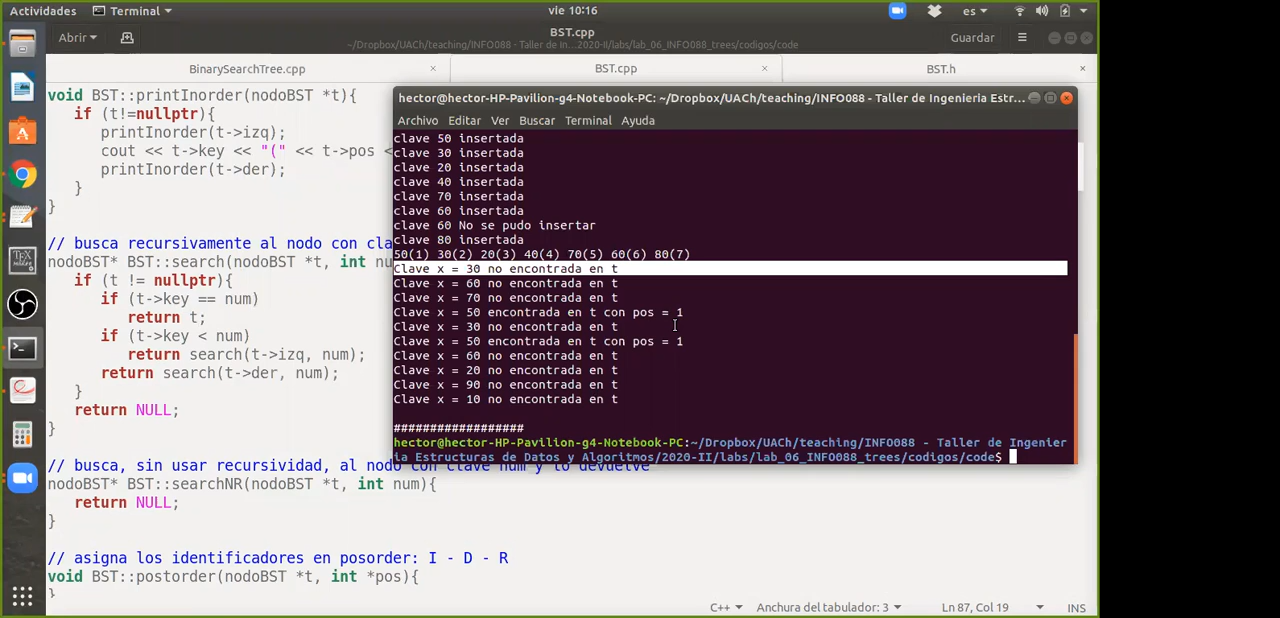 Actividades
Terminal
vie 10:16
es
Abrir
BST.cpp
~/Dropbox/UACh/teaching/INFO088 - Taller de In...2020-II/labs/lab_06_INFO088_trees/codigos/code
Guardar
BinarySearchTree.cpp
BST.cpp
BST.h
void BST::printInorder(nodoBST *t){
if (t!=nullptr){
printInorder(t->izq);
cout << t->key << "(" << t->pos <
printInorder(t->der);
}
}
// busca recursivamente al nodo con cla
nodoBST* BST::search(nodoBST *t, int nu
if (t != nullptr){
if (t->key == num)
return t;
if (t->key < num)
return search(t->izq, num);
return search(t->der, num);
}
return NULL;
}
// busca, sin usar recursividad, al nodo con clave num y lo devuelve
nodoBST* BST::searchNR(nodoBST *t, int num){
return NULL;
}
// asigna los identificadores en posorder: I - D - R
void BST::postorder(nodoBST *t, int *pos){
}
hector@hector-HP-Pavilion-g4-Notebook-PC: ~/Dropbox/UACh/teaching/INFO088 - Taller de Ingenieria Estr...
Archivo Editar Ver Buscar Terminal Ayuda
clave 50 insertada
clave 30 insertada
clave 20 insertada
clave 40 insertada
clave 70 insertada
clave 60 insertada
clave 60 No se pudo insertar
clave 80 insertada
50(1) 30(2) 20(3) 40(4) 70(5) 60(6) 80(7)
Clave x = 30 no encontrada en t
Clave x = 60 no encontrada en t
Clave x = 70 no encontrada en t
Clave x = 50 encontrada en t con pos = 1
Clave x = 30 no encontrada en t
Clave x = 50 encontrada en t con pos = 1
Clave x = 60 no encontrada en t
Clave x = 20 no encontrada en t
Clave x = 90 no encontrada en t
Clave x = 10 no encontrada en t
##################
hector@hector-HP-Pavilion-g4-Notebook-PC:~/Dropbox/UACh/teaching/INFO088 - Taller de Ingenier
ia Estructuras de Datos y Algoritmos/2020-II/labs/lab_06_INFO088_trees/codigos/code$
C++
Anchura del tabulador: 3
Ln 87, Col 19
INS